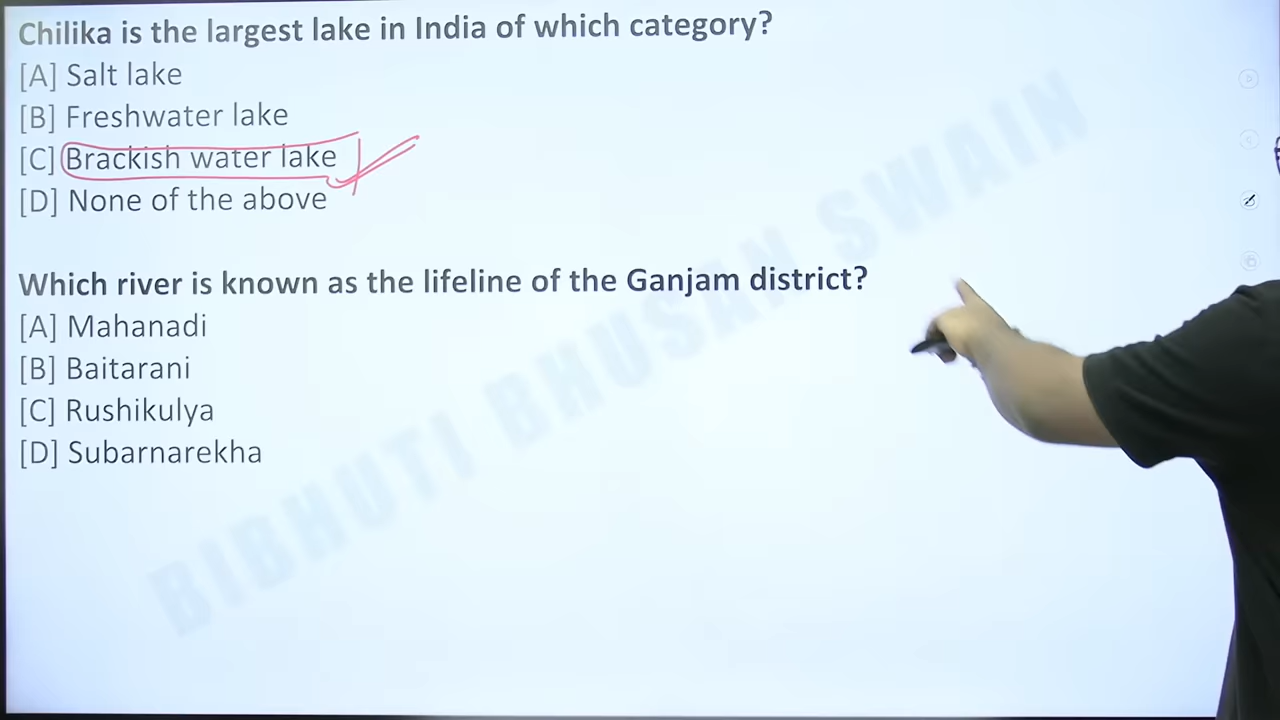 Chilika is the largest lake in India of which category?
[A] Salt lake
[B] Freshwater lake
[C] Brackish water lake
[D] None of the above
Which river is known as the lifeline of the Ganjam district?
[A] Mahanadi
[B] Baitarani
[C] Rushikulya
[D] Subarnarekha
BIBHUTI BHUSAN SWAIN